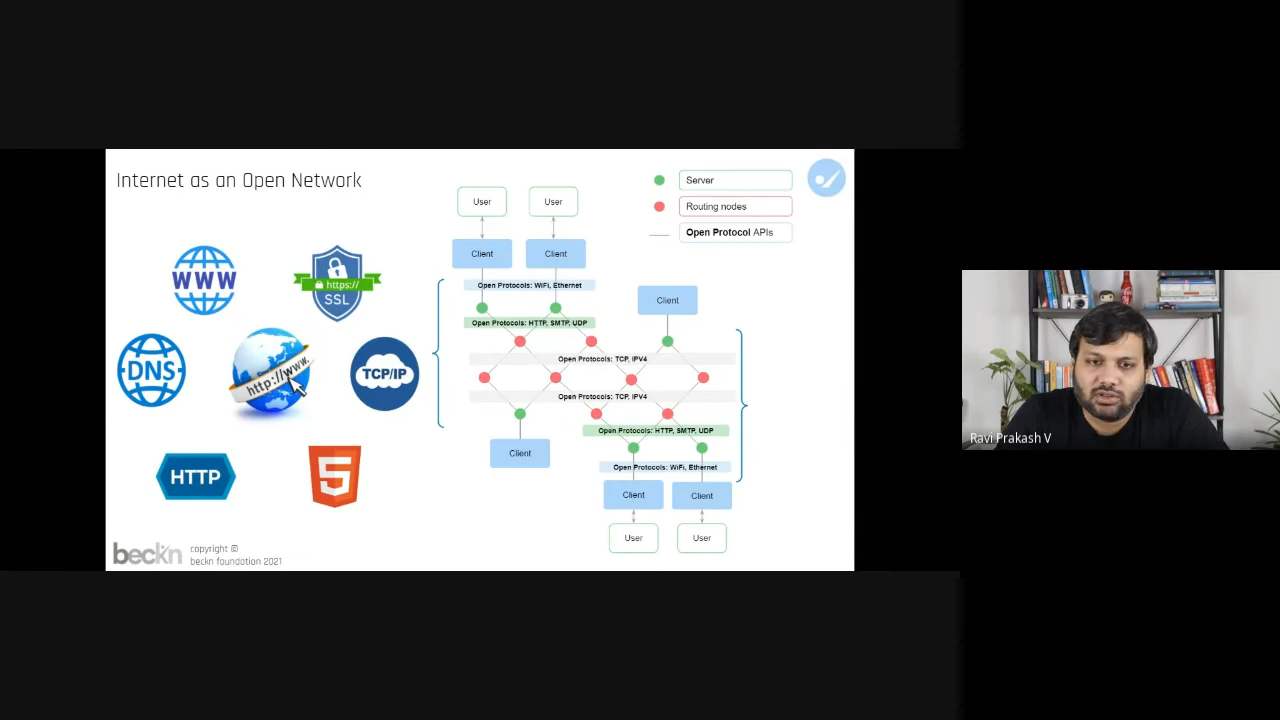 Internet as an Open Network
WWW
https://
SSL
DNS
http://www.
TCP/IP
HTTP
5
beckn
copyright ©
beckn foundation 2021
User
User
Client
Client
Open Protocols: WiFi, Ethernet
Open Protocols: HTTP, SMTP, UDP
Client
Open Protocols: TCP, IPV4
Open Protocols: TCP, IPV4
Open Protocols: HTTP, SMTP, UDP
Client
Open Protocols: WiFi, Ethernet
Client
Client
User
User
Server
Routing nodes
Open Protocol APIs
Ravi Prakash V